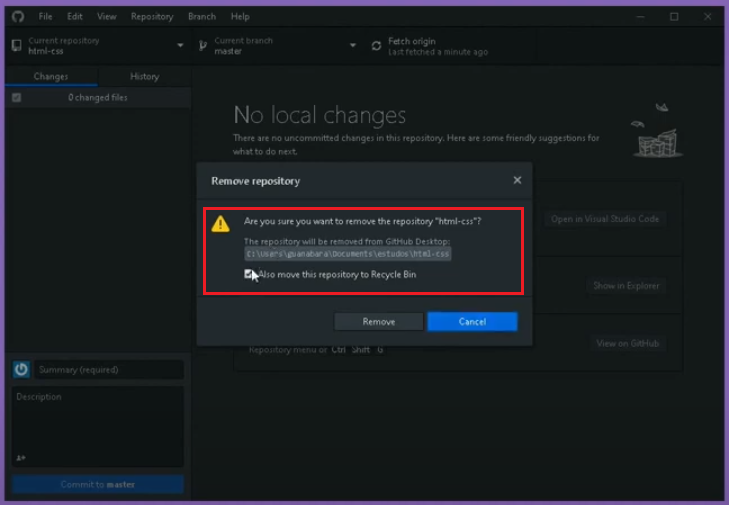 File Edit View Repository Branch Help
Current repository
html-css
Current branch
master
Fetch origin
Last fetched a minute ago
Changes History
0 changed files
No local changes
There are no uncommitted changes in this repository. Here are some friendly suggestions for
what to do next.
Remove repository
Are you sure you want to remove the repository "html-css"?
The repository will be removed from GitHub Desktop:
C:\Users\guanabara\Documents\estudos\html-css
Also move this repository to Recycle Bin
Remove Cancel
Open in Visual Studio Code
Show in Explorer
Repository menu or Ctrl Shift G
View on GitHub
Summary (required)
Description
Commit to master